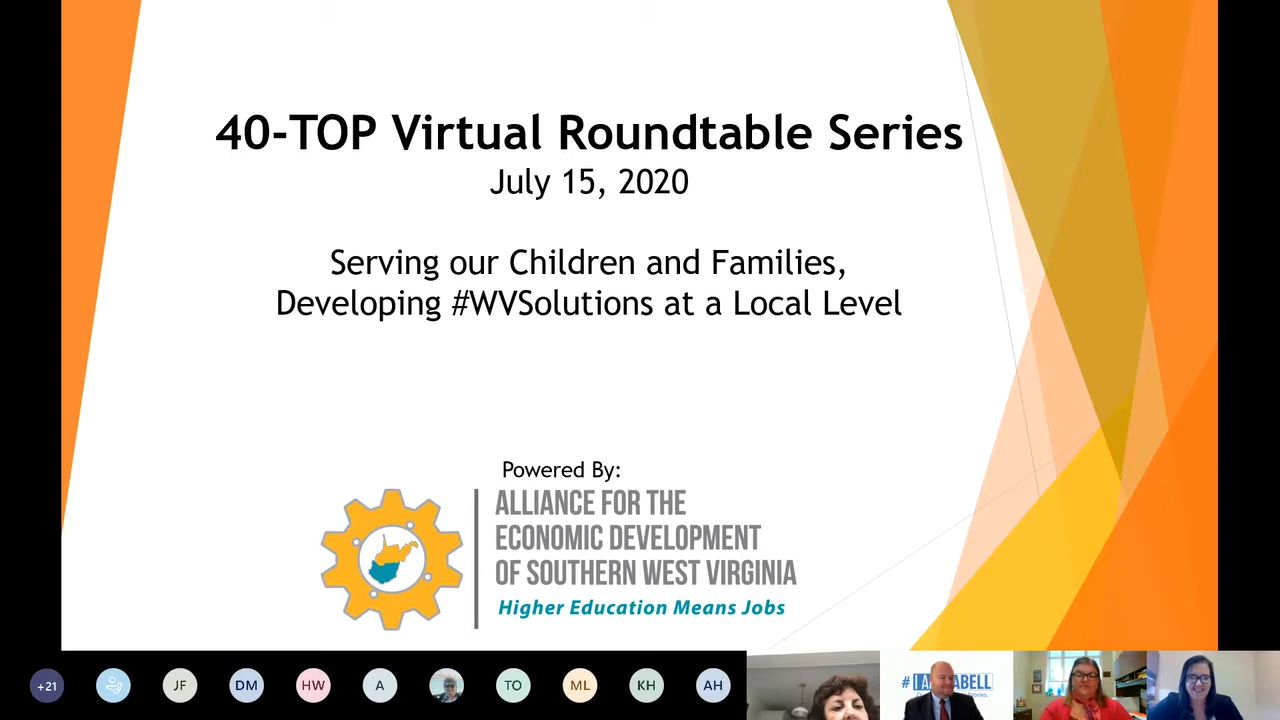 40-TOP Virtual Roundtable Series
July 15, 2020
Serving our Children and Families,
Developing #WVSolutions at a Local Level
Powered By:
ALLIANCE FOR THE
ECONOMIC DEVELOPMENT
OF SOUTHERN WEST VIRGINIA
Higher Education Means Jobs
+21 JF DM HW A TO ML KH AH